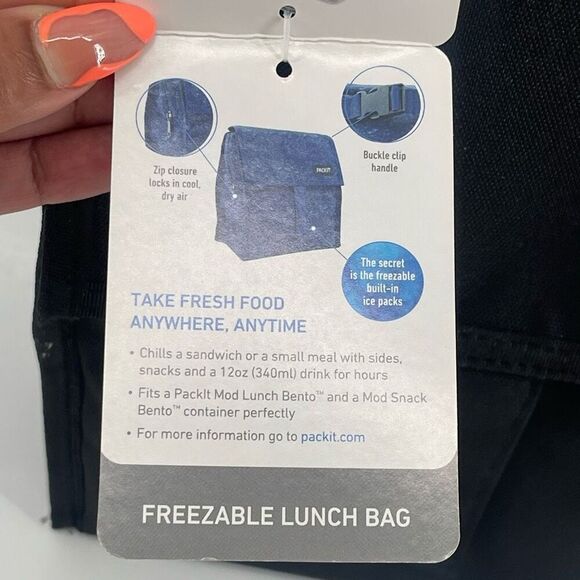 Zip closure
locks in cool,
dry air
PACKIT
Buckle clip
handle
The secret
is the freezable
built-in
ice packs
TAKE FRESH FOOD
ANYWHERE, ANYTIME
• Chills a sandwich or a small meal with sides,
snacks and a 12oz (340ml) drink for hours
• Fits a PackIt Mod Lunch Bento™ and a Mod Snack
Bento™ container perfectly
• For more information go to packit.com
FREEZABLE LUNCH BAG